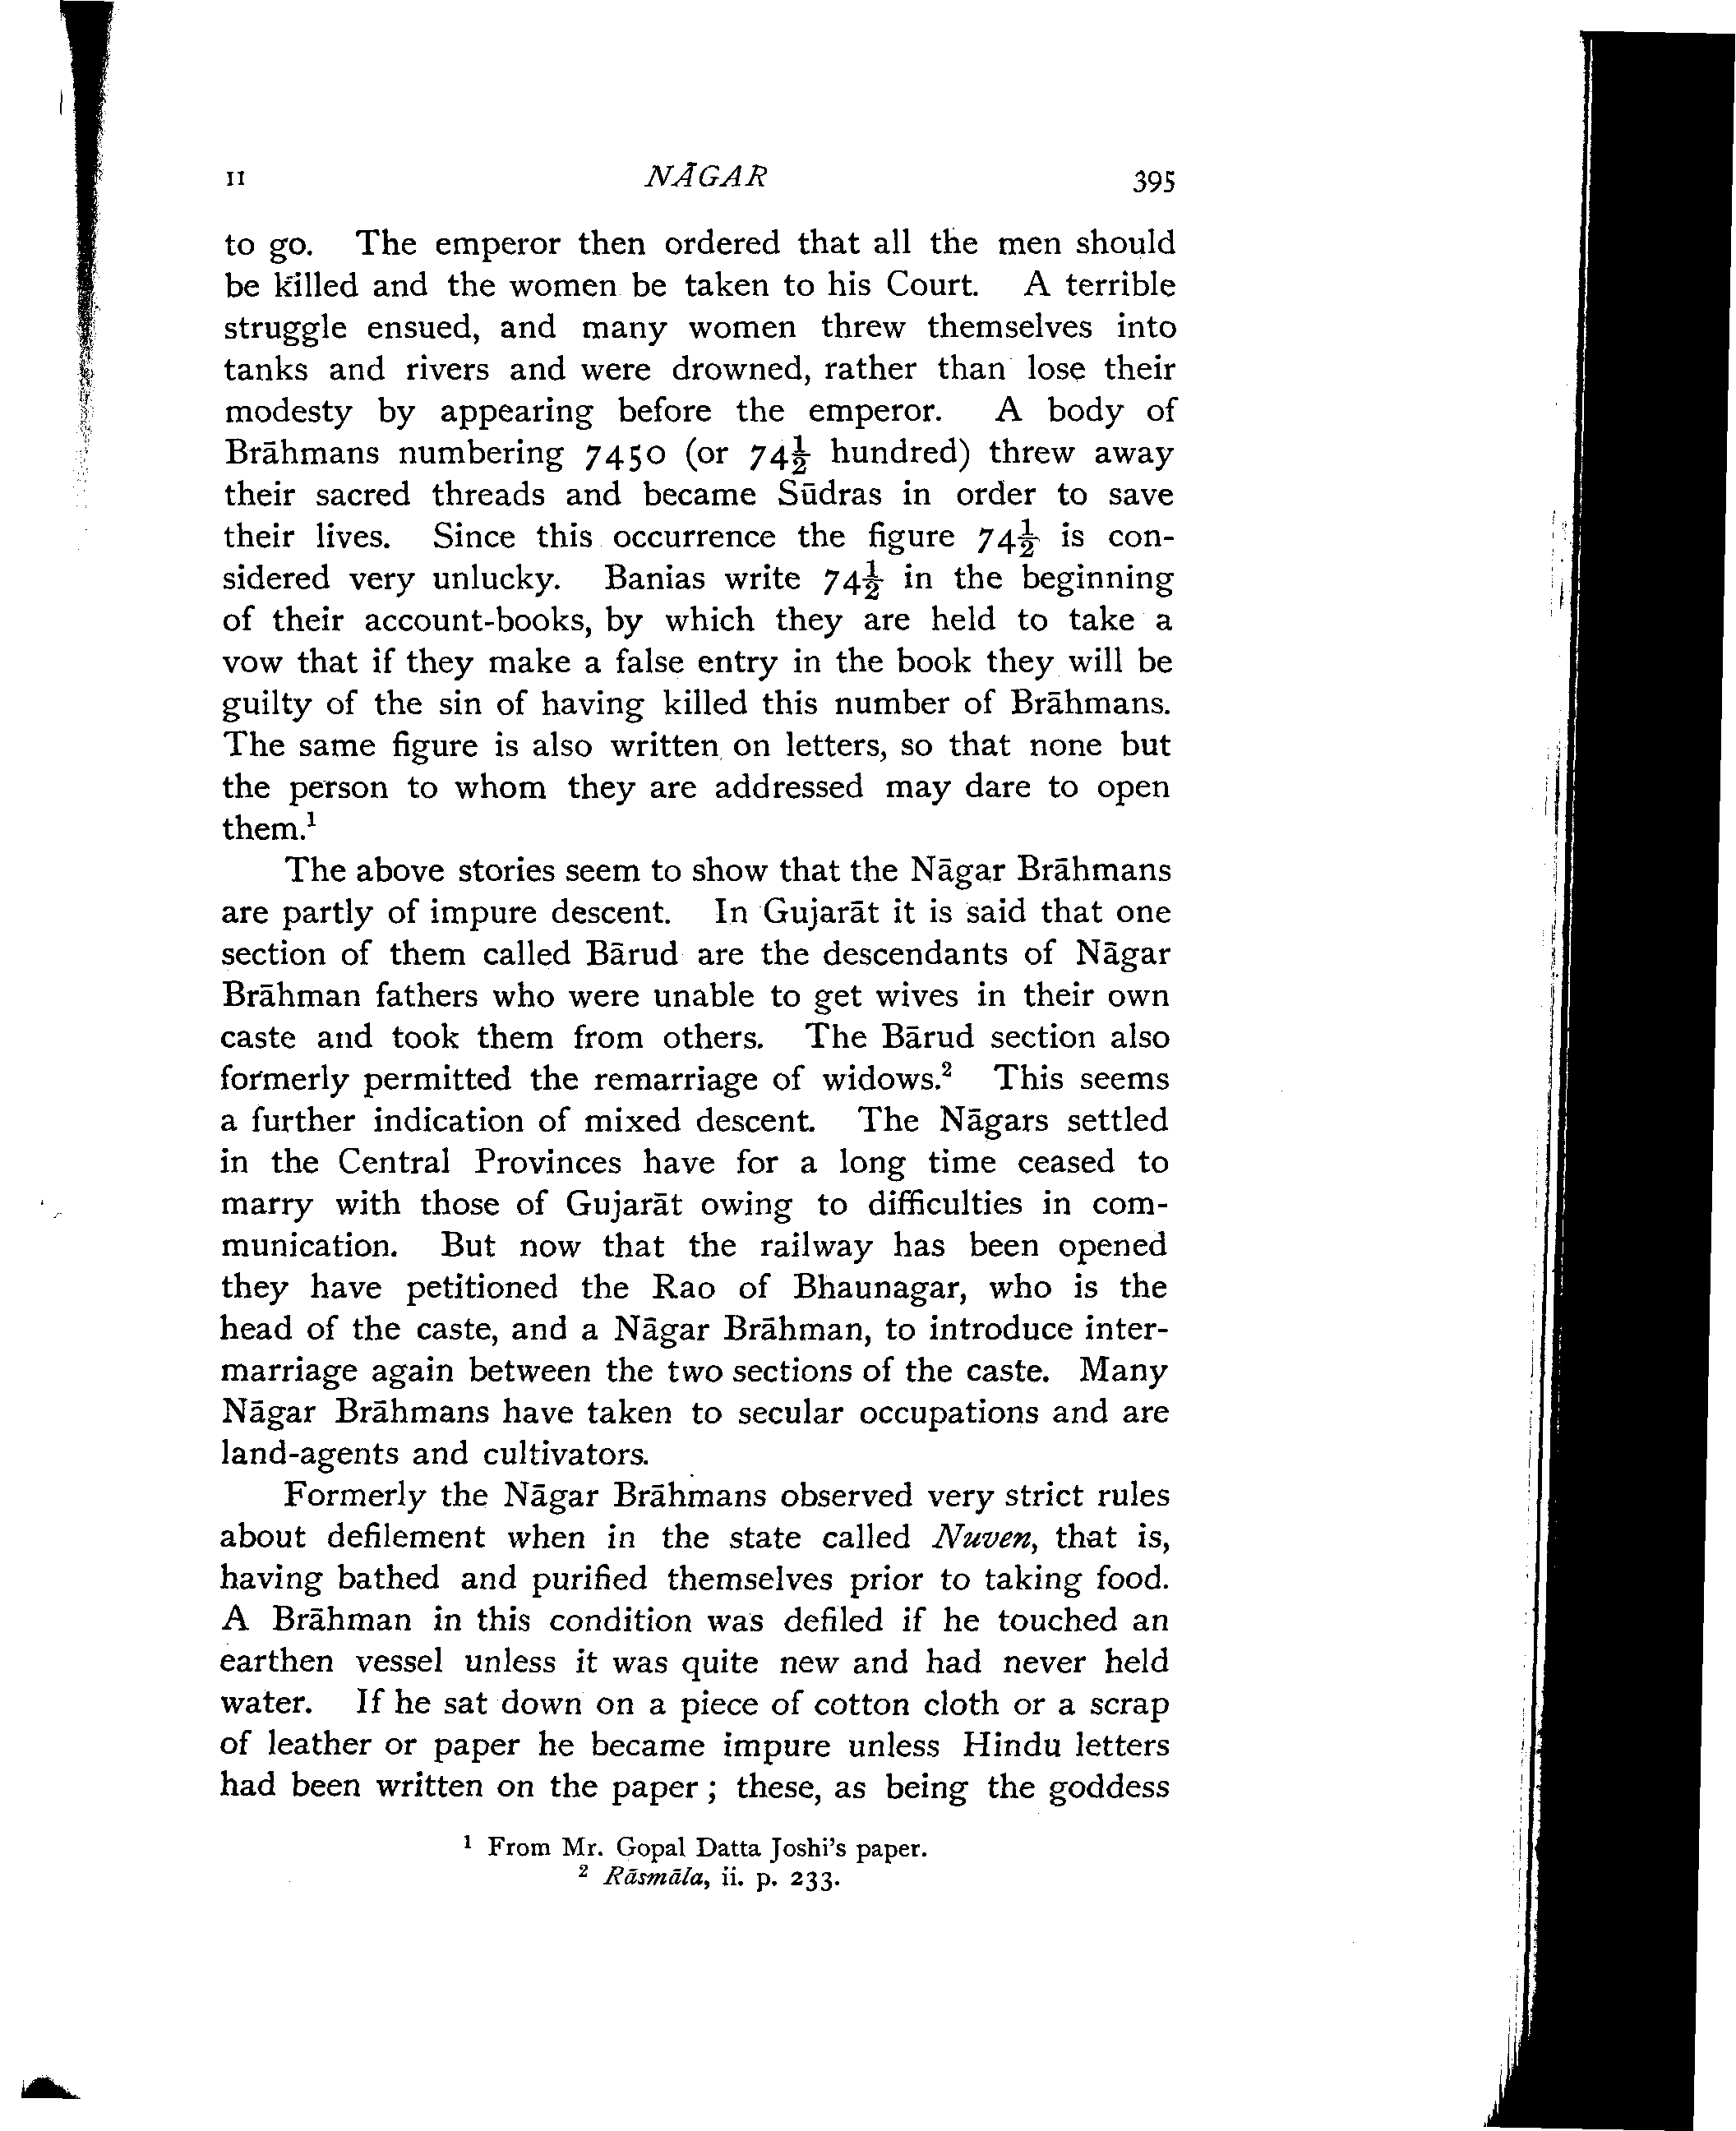 II NĀGAR 395
to go. The emperor then ordered that all the men should
be killed and the women be taken to his Court. A terrible
struggle ensued, and many women threw themselves into
tanks and rivers and were drowned, rather than lose their
modesty by appearing before the emperor. A body of
Brāhmans numbering 7450 (or 74½ hundred) threw away
their sacred threads and became Sūdras in order to save
their lives. Since this occurrence the figure 74½ is con-
sidered very unlucky. Banias write 74½ in the beginning
of their account-books, by which they are held to take a
vow that if they make a false entry in the book they will be
guilty of the sin of having killed this number of Brāhmans.
The same figure is also written on letters, so that none but
the person to whom they are addressed may dare to open
them.¹
The above stories seem to show that the Nāgar Brāhmans
are partly of impure descent. In Gujarāt it is said that one
section of them called Bārud are the descendants of Nāgar
Brāhman fathers who were unable to get wives in their own
caste and took them from others. The Bārud section also
formerly permitted the remarriage of widows.² This seems
a further indication of mixed descent. The Nāgars settled
in the Central Provinces have for a long time ceased to
marry with those of Gujarāt owing to difficulties in com-
munication. But now that the railway has been opened
they have petitioned the Rao of Bhaunagar, who is the
head of the caste, and a Nāgar Brāhman, to introduce inter-
marriage again between the two sections of the caste. Many
Nāgar Brāhmans have taken to secular occupations and are
land-agents and cultivators.
Formerly the Nāgar Brāhmans observed very strict rules
about defilement when in the state called Nuven, that is,
having bathed and purified themselves prior to taking food.
A Brāhman in this condition was defiled if he touched an
earthen vessel unless it was quite new and had never held
water. If he sat down on a piece of cotton cloth or a scrap
of leather or paper he became impure unless Hindu letters
had been written on the paper ; these, as being the goddess
¹ From Mr. Gopal Datta Joshi's paper.
² Rāsmāla, ii. p. 233.